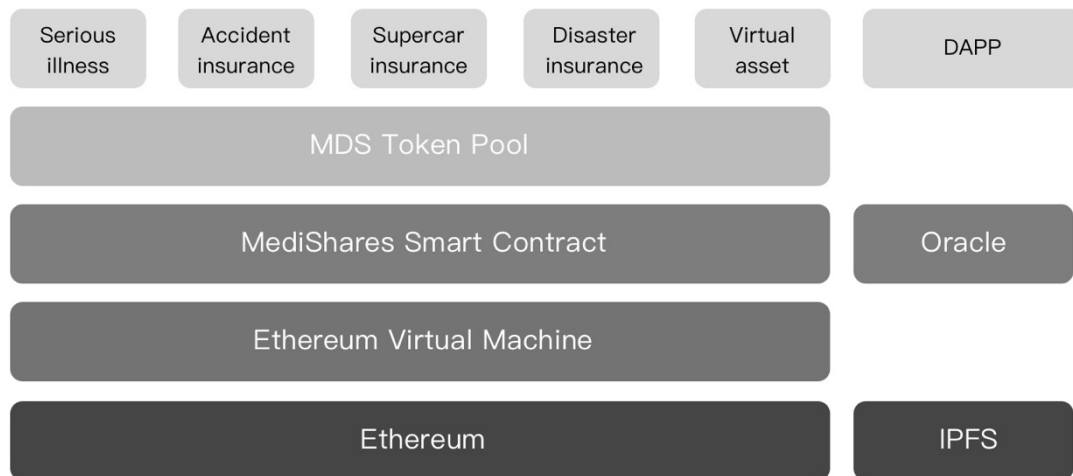 Serious
illness
Accident
insurance
Supercar
insurance
Disaster
insurance
Virtual
asset
DAPP
MDS Token Pool
MediShares Smart Contract
Oracle
Ethereum Virtual Machine
Ethereum
IPFS